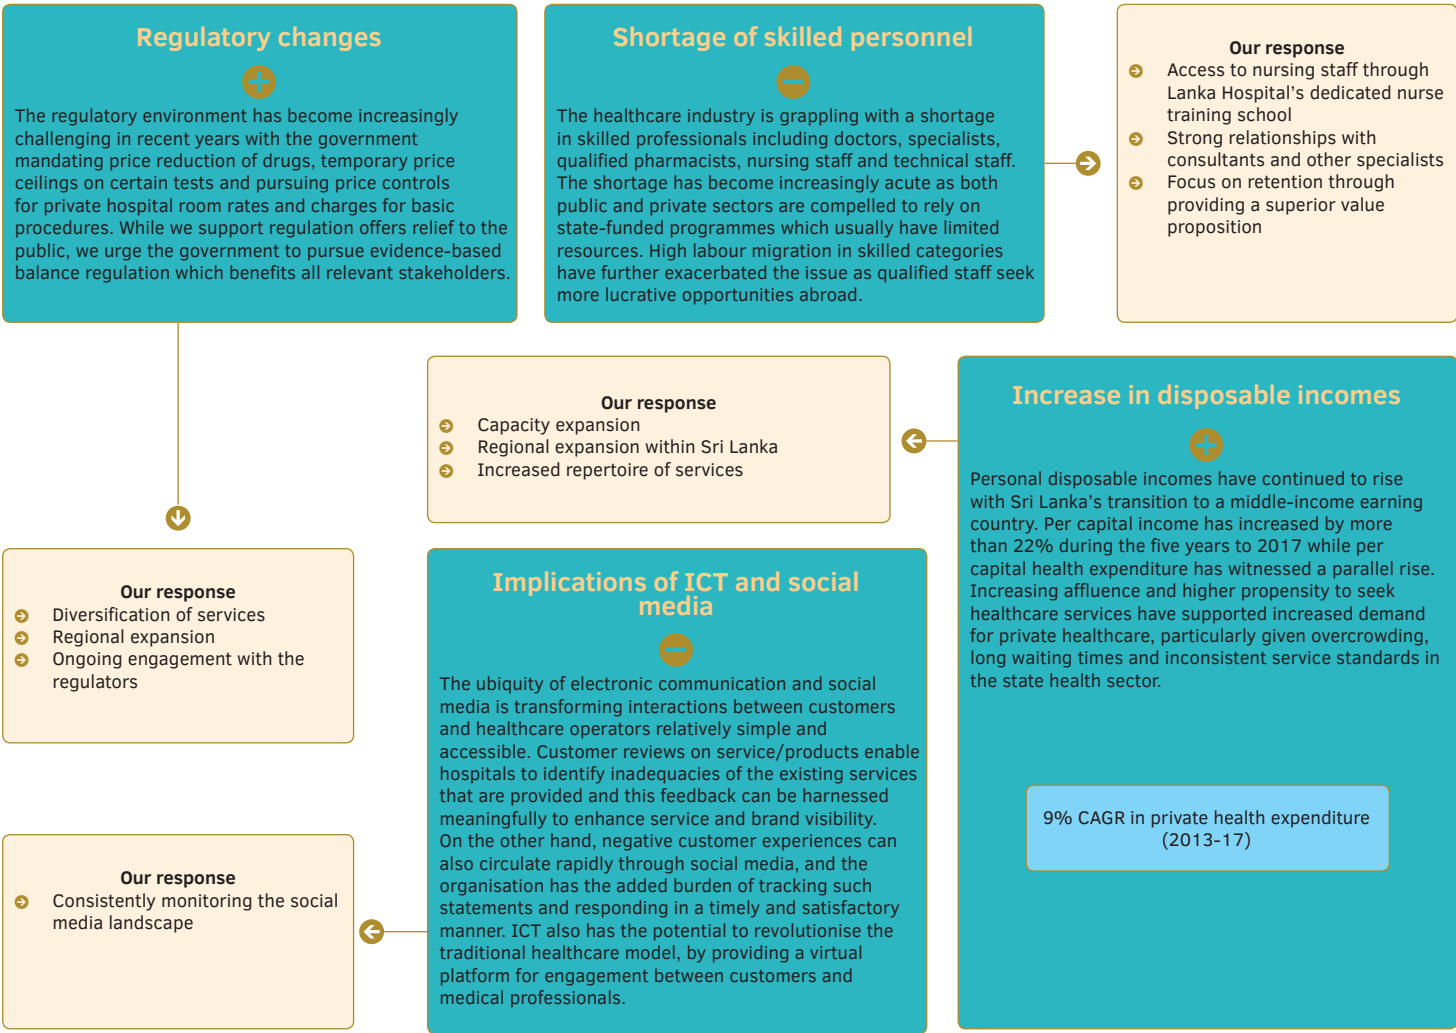 Regulatory changes
The regulatory environment has become increasingly
challenging in recent years with the government
mandating price reduction of drugs, temporary price
ceilings on certain tests and pursuing price controls
for private hospital room rates and charges for basic
procedures. While we support regulation offers relief to the
public, we urge the government to pursue evidence-based
balance regulation which benefits all relevant stakeholders.
Our response
Diversification of services
Regional expansion
Ongoing engagement with the
regulators
Shortage of skilled personnel
The healthcare industry is grappling with a shortage
in skilled professionals including doctors, specialists,
qualified pharmacists, nursing staff and technical staff.
The shortage has become increasingly acute as both
public and private sectors are compelled to rely on
state-funded programmes which usually have limited
resources. High labour migration in skilled categories
have further exacerbated the issue as qualified staff seek
more lucrative opportunities abroad.
Our response
Access to nursing staff through
Lanka Hospital’s dedicated nurse
training school
Strong relationships with
consultants and other specialists
Focus on retention through
providing a superior value
proposition
Increase in disposable incomes
Personal disposable incomes have continued to rise
with Sri Lanka’s transition to a middle-income earning
country. Per capital income has increased by more
than 22% during the five years to 2017 while per
capital health expenditure has witnessed a parallel rise.
Increasing affluence and higher propensity to seek
healthcare services have supported increased demand
for private healthcare, particularly given overcrowding,
long waiting times and inconsistent service standards in
the state health sector.
9% CAGR in private health expenditure
(2013-17)
Our response
Capacity expansion
Regional expansion within Sri Lanka
Increased repertoire of services
Implications of ICT and social
media
The ubiquity of electronic communication and social
media is transforming interactions between customers
and healthcare operators relatively simple and
accessible. Customer reviews on service/products enable
hospitals to identify inadequacies of the existing services
that are provided and this feedback can be harnessed
meaningfully to enhance service and brand visibility.
On the other hand, negative customer experiences can
also circulate rapidly through social media, and the
organisation has the added burden of tracking such
statements and responding in a timely and satisfactory
manner. ICT also has the potential to revolutionise the
traditional healthcare model, by providing a virtual
platform for engagement between customers and
medical professionals.
Our response
Consistently monitoring the social
media landscape